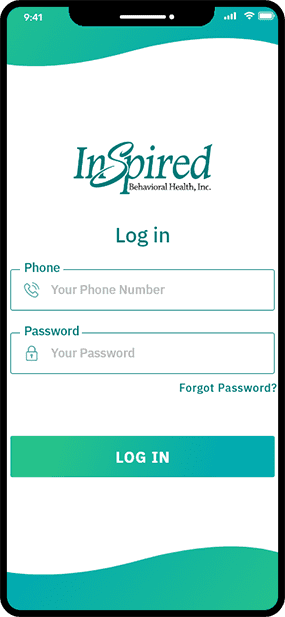 9:41
InSpired
Behavioral Health, Inc.
Log in
Phone
Your Phone Number
Password
Your Password
Forgot Password?
LOG IN